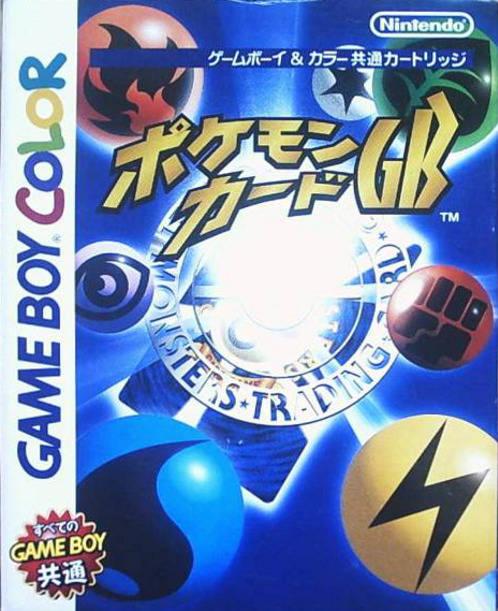 Nintendo
ゲームボーイ & カラー共通カートリッジ
ポケモン
カードGB
TM
GAME BOY COLOR
MONSTERS★TRADING CARD
すべての
GAME BOY
共通